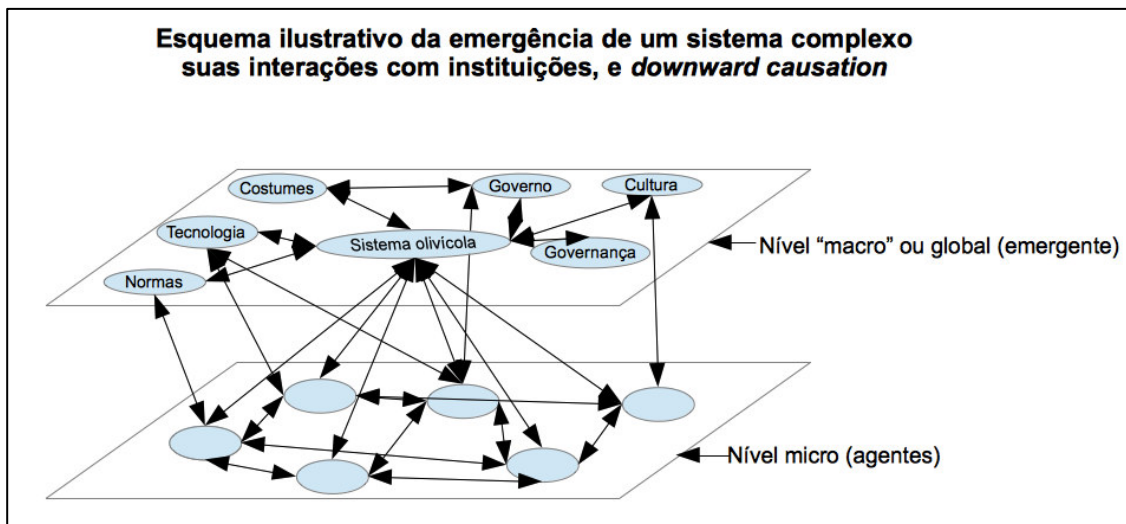 Esquema ilustrativo da emergência de um sistema complexo
suas interações com instituições, e downward causation
Costumes
Governo
Cultura
Tecnologia
Sistema olivícola
Governança
Nível “macro” ou global (emergente)
Normas
Nível micro (agentes)